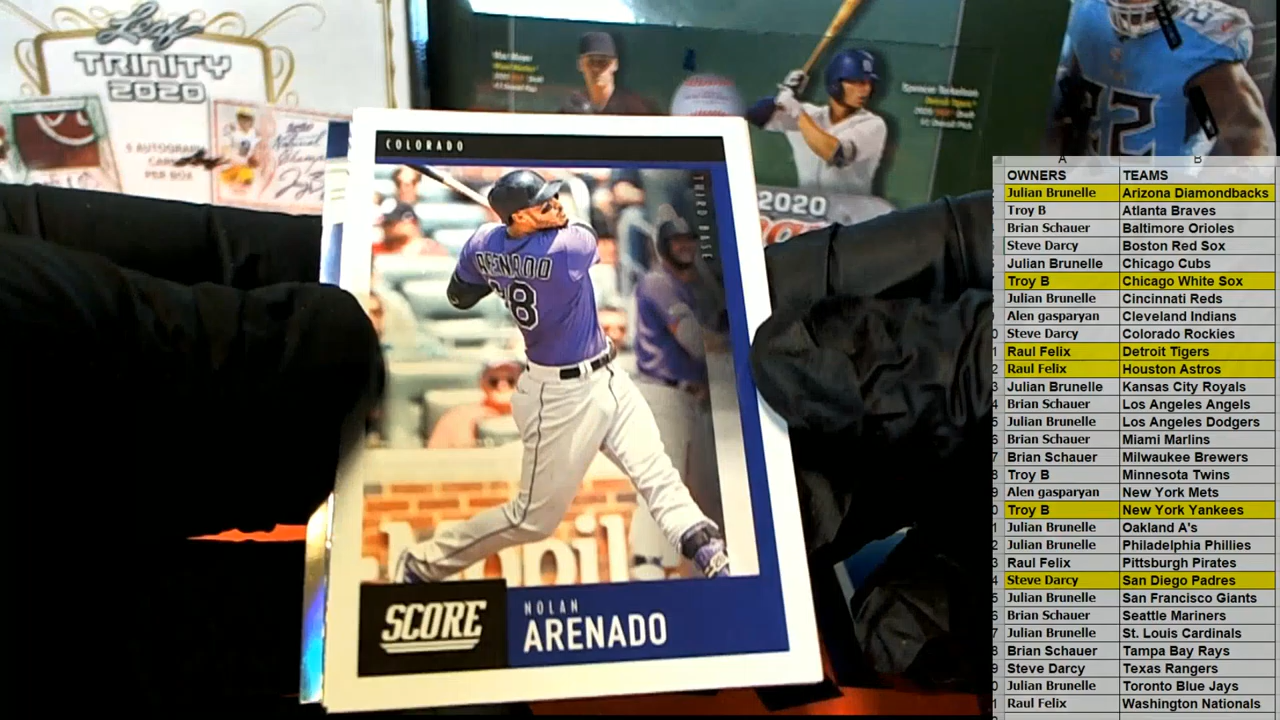 Leaf
TRINITY
2020
5 AUTOGRAPH
PER BOX
Spencer Torkelson
2020
COLORADO
THIRD BASE
ARENADO
28
Mobil
SCORE
NOLAN
ARENADO
A B
OWNERS TEAMS
Julian Brunelle Arizona Diamondbacks
Troy B Atlanta Braves
Brian Schauer Baltimore Orioles
Steve Darcy Boston Red Sox
Julian Brunelle Chicago Cubs
Troy B Chicago White Sox
Julian Brunelle Cincinnati Reds
Alen gasparyan Cleveland Indians
Steve Darcy Colorado Rockies
Raul Felix Detroit Tigers
Raul Felix Houston Astros
Julian Brunelle Kansas City Royals
Brian Schauer Los Angeles Angels
Julian Brunelle Los Angeles Dodgers
Brian Schauer Miami Marlins
Brian Schauer Milwaukee Brewers
Troy B Minnesota Twins
Alen gasparyan New York Mets
Troy B New York Yankees
Julian Brunelle Oakland A's
Julian Brunelle Philadelphia Phillies
Raul Felix Pittsburgh Pirates
Steve Darcy San Diego Padres
Julian Brunelle San Francisco Giants
Brian Schauer Seattle Mariners
Julian Brunelle St. Louis Cardinals
Brian Schauer Tampa Bay Rays
Steve Darcy Texas Rangers
Julian Brunelle Toronto Blue Jays
Raul Felix Washington Nationals